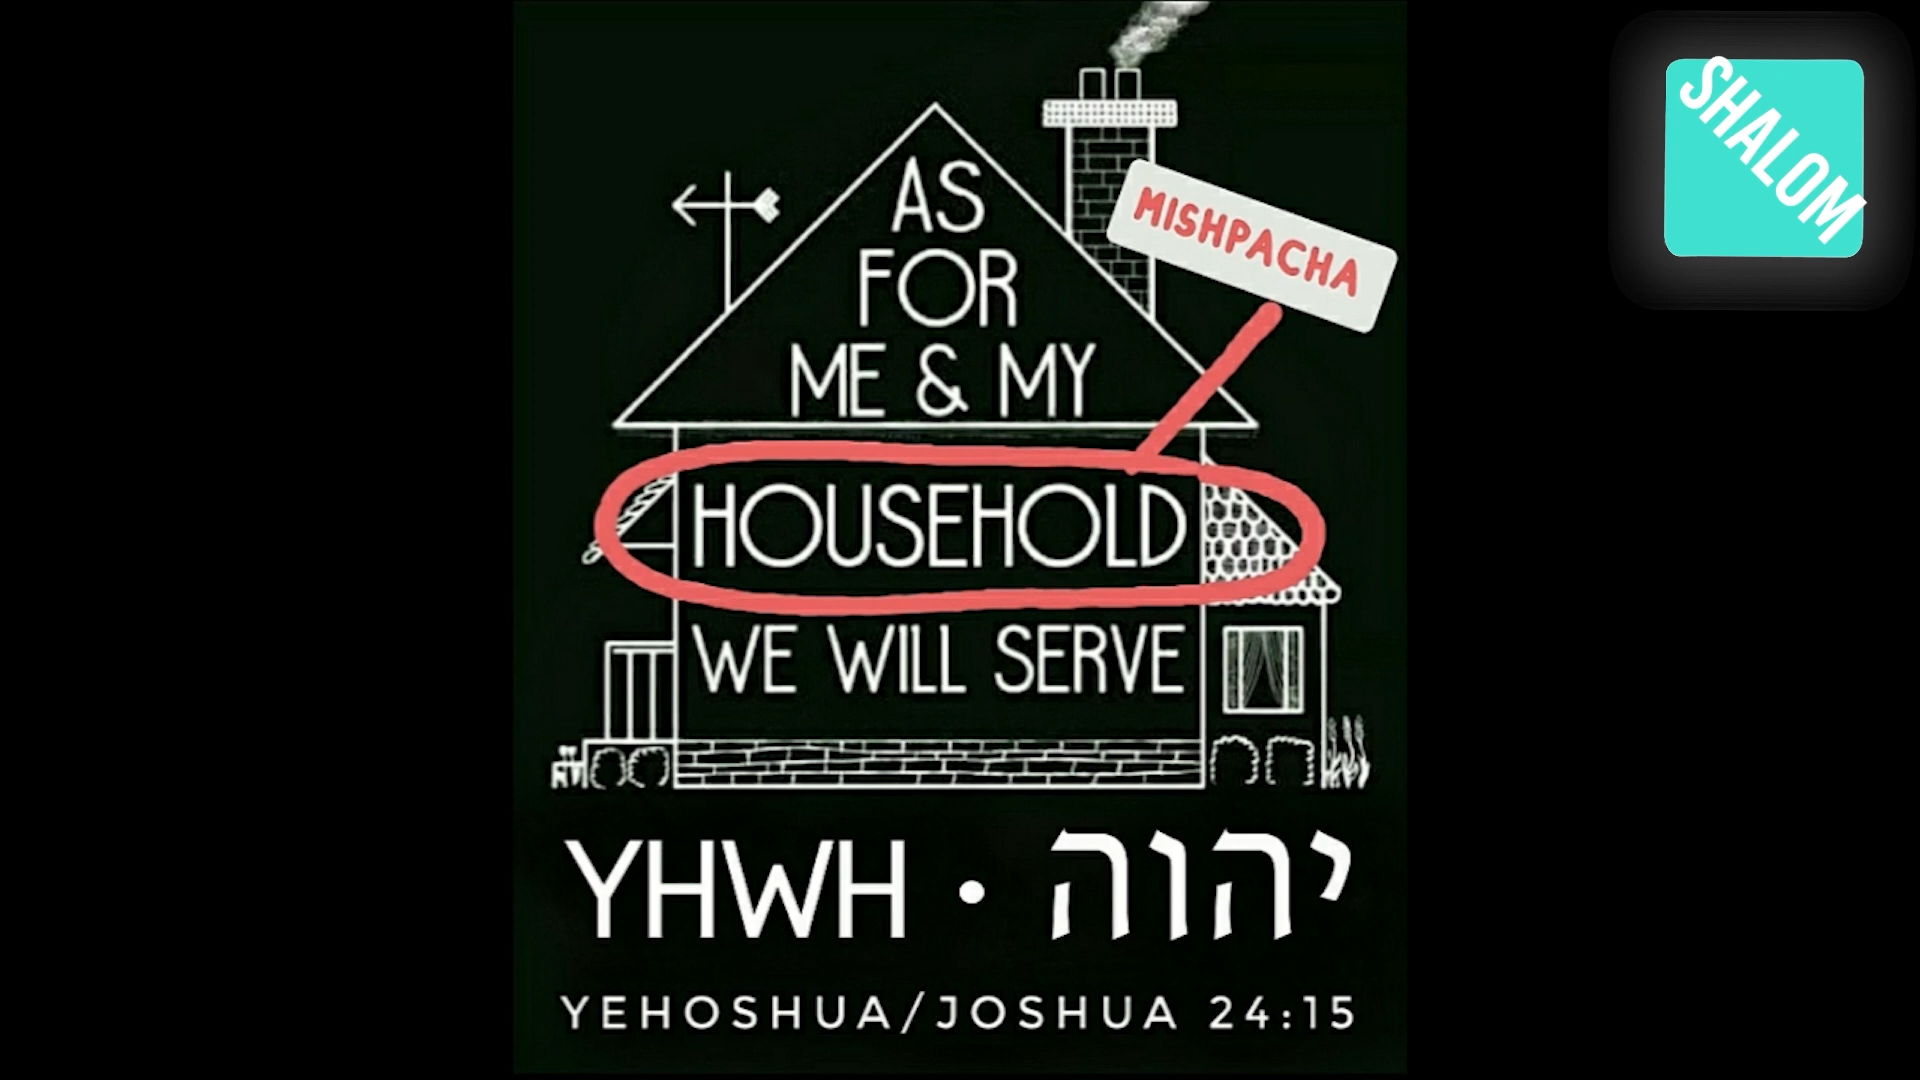 AS
FOR
ME & MY
HOUSEHOLD
WE WILL SERVE
YHWH • יהוה
YEHOSHUA/JOSHUA 24:15
MISHPACHA
SHALOM